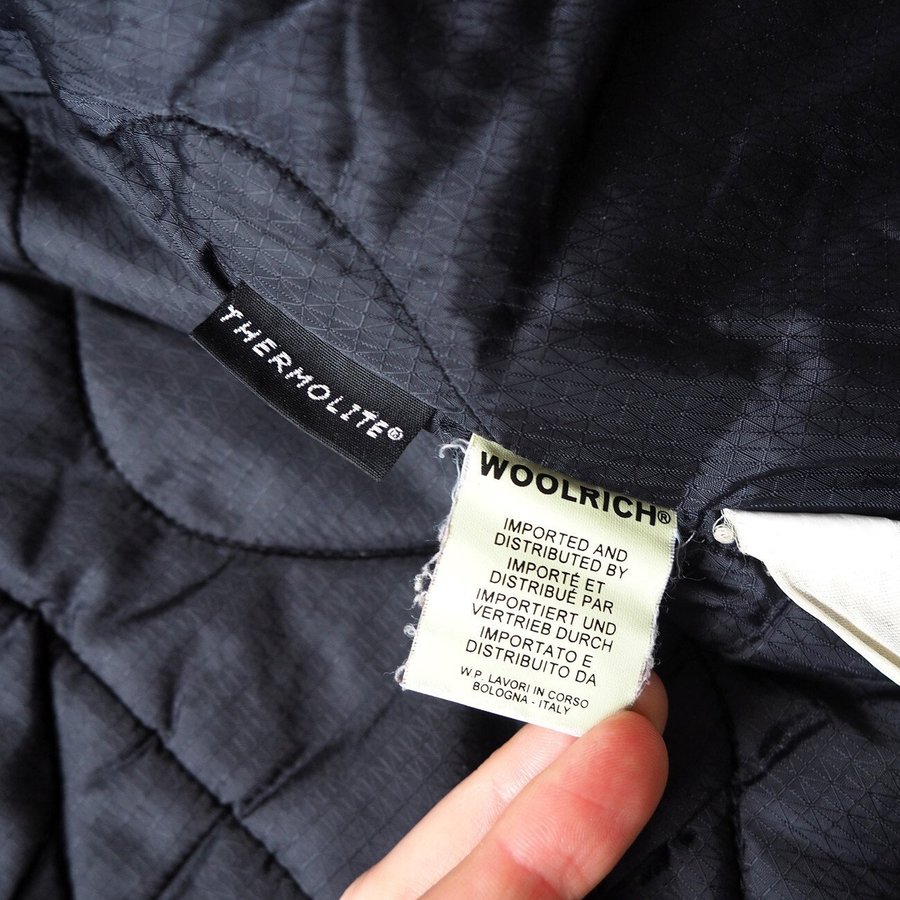 THERMOLITE®
WOOLRICH®
IMPORTED AND
DISTRIBUTED BY
IMPORTÉ ET
DISTRIBUÉ PAR
IMPORTIERT UND
VERTRIEB DURCH
IMPORTATO E
DISTRIBUITO DA
W.P. LAVORI IN CORSO
BOLOGNA - ITALY